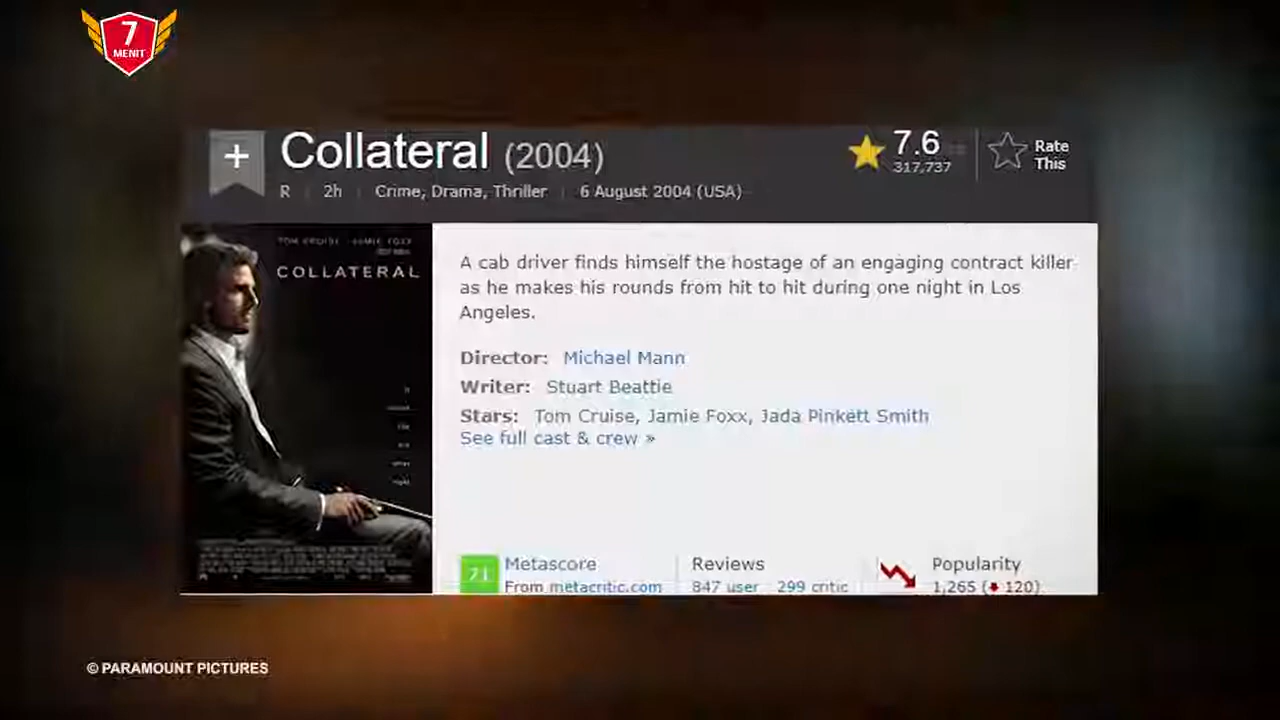 7
MENIT
+ Collateral (2004)
R 2h Crime, Drama, Thriller 6 August 2004 (USA)
7.6
317,737
Rate
This
TOM CRUISE JAMIE FOXX
COLLATERAL
A cab driver finds himself the hostage of an engaging contract killer
as he makes his rounds from hit to hit during one night in Los
Angeles.
Director: Michael Mann
Writer: Stuart Beattie
Stars: Tom Cruise, Jamie Foxx, Jada Pinkett Smith
See full cast & crew »
71 Metascore
From metacritic.com
Reviews
847 user 299 critic
Popularity
1,265 (120)
© PARAMOUNT PICTURES